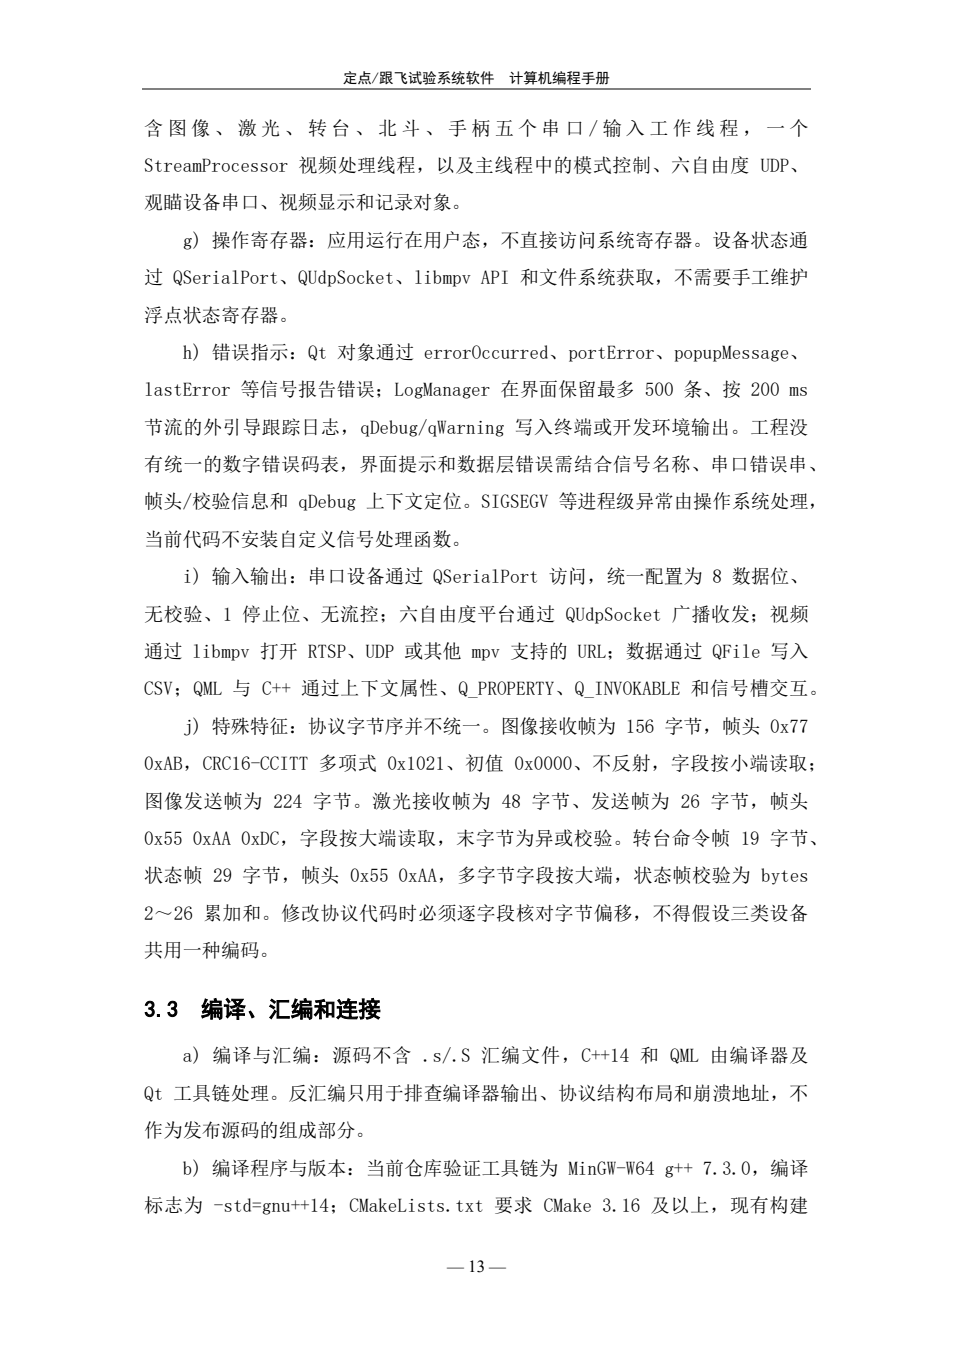 定点/跟飞试验系统软件　计算机编程手册
含图像、激光、转台、北斗、手柄五个串口/输入工作线程，一个
StreamProcessor 视频处理线程，以及主线程中的模式控制、六自由度 UDP、
观瞄设备串口、视频显示和记录对象。
g）操作寄存器：应用运行在用户态，不直接访问系统寄存器。设备状态通
过 QSerialPort、QUdpSocket、libmpv API 和文件系统获取，不需要手工维护
浮点状态寄存器。
h）错误指示：Qt 对象通过 errorOccurred、portError、popupMessage、
lastError 等信号报告错误；LogManager 在界面保留最多 500 条、按 200 ms
节流的外引导跟踪日志，qDebug/qWarning 写入终端或开发环境输出。工程没
有统一的数字错误码表，界面提示和数据层错误需结合信号名称、串口错误串、
帧头/校验信息和 qDebug 上下文定位。SIGSEGV 等进程级异常由操作系统处理，
当前代码不安装自定义信号处理函数。
i）输入输出：串口设备通过 QSerialPort 访问，统一配置为 8 数据位、
无校验、1 停止位、无流控；六自由度平台通过 QUdpSocket 广播收发；视频
通过 libmpv 打开 RTSP、UDP 或其他 mpv 支持的 URL；数据通过 QFile 写入
CSV；QML 与 C++ 通过上下文属性、Q_PROPERTY、Q_INVOKABLE 和信号槽交互。
j）特殊特征：协议字节序并不统一。图像接收帧为 156 字节，帧头 0x77
0xAB，CRC16-CCITT 多项式 0x1021、初值 0x0000、不反射，字段按小端读取；
图像发送帧为 224 字节。激光接收帧为 48 字节、发送帧为 26 字节，帧头
0x55 0xAA 0xDC，字段按大端读取，末字节为异或校验。转台命令帧 19 字节、
状态帧 29 字节，帧头 0x55 0xAA，多字节字段按大端，状态帧校验为 bytes
2～26 累加和。修改协议代码时必须逐字段核对字节偏移，不得假设三类设备
共用一种编码。
3.3　编译、汇编和连接
a）编译与汇编：源码不含 .s/.S 汇编文件，C++14 和 QML 由编译器及
Qt 工具链处理。反汇编只用于排查编译器输出、协议结构布局和崩溃地址，不
作为发布源码的组成部分。
b）编译程序与版本：当前仓库验证工具链为 MinGW-W64 g++ 7.3.0，编译
标志为 -std=gnu++14；CMakeLists.txt 要求 CMake 3.16 及以上，现有构建
— 13 —